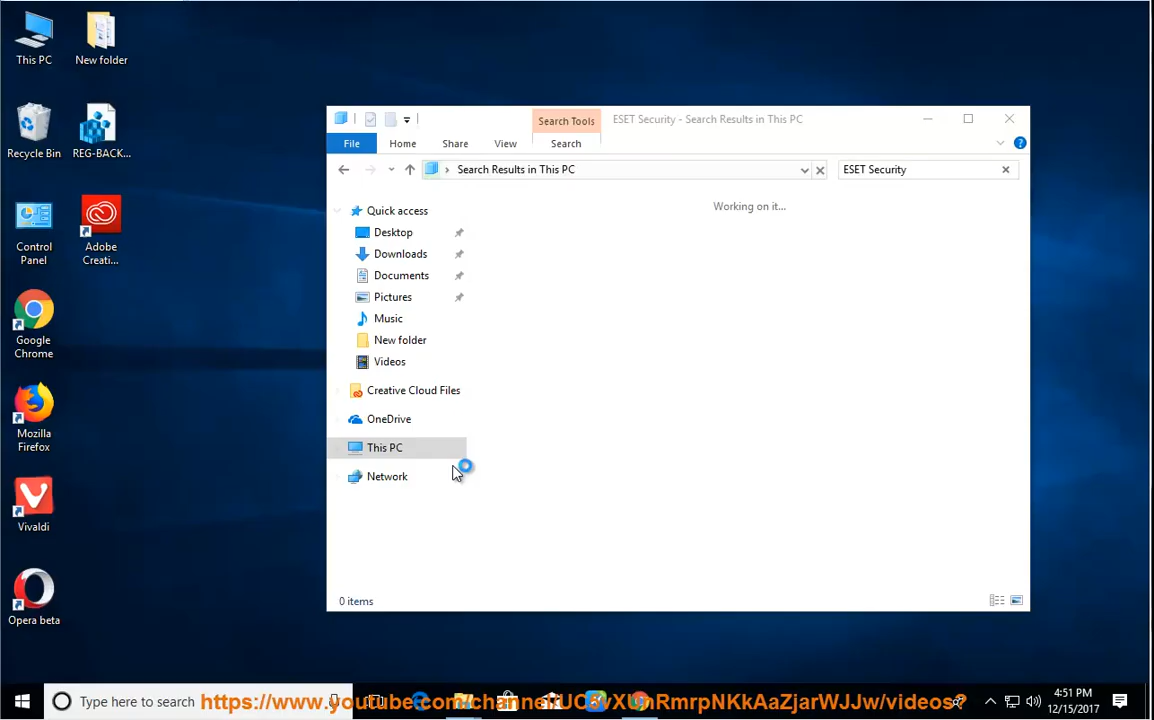 This PC
New folder
Recycle Bin
REG-BACK...
Control
Panel
Adobe
Creati...
Google
Chrome
Mozilla
Firefox
Vivaldi
Opera beta
Search Tools
ESET Security - Search Results in This PC
File
Home
Share
View
Search
Search Results in This PC
ESET Security
Working on it...
Quick access
Desktop
Downloads
Documents
Pictures
Music
New folder
Videos
Creative Cloud Files
OneDrive
This PC
Network
0 items
Type here to search
4:51 PM
12/15/2017